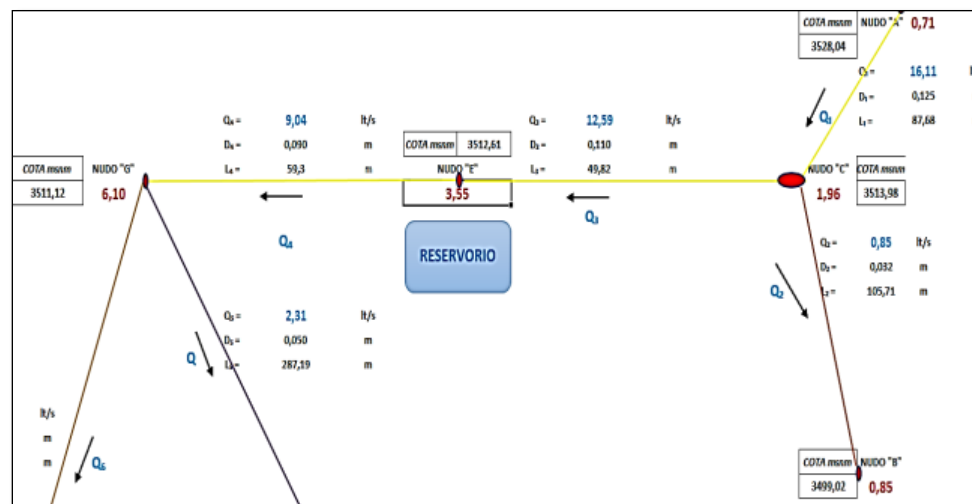 COTA msnm NUDO "A" 0,71
3528,04
Q₁ = 16,11
D₁ = 0,125
L₁ = 87,68
Q₁
Q₄ = 9,04 lt/s
D₄ = 0,090 m
L₄ = 59,3 m
Q₃ = 12,59 lt/s
D₃ = 0,110 m
L₃ = 49,82 m
COTA msnm 3512,61
NUDO "E"
3,55
COTA msnm NUDO "G"
3511,12 6,10
NUDO "C" COTA msnm
1,96 3513,98
Q₄
Q₃
RESERVORIO
Q₂ = 0,85 lt/s
D₂ = 0,032 m
L₂ = 105,71 m
Q₂
Q₅ = 2,31 lt/s
D₅ = 0,050 m
L₅ = 287,19 m
Q
lt/s
m
m
Q₆
COTA msnm NUDO "B"
3499,02 0,85